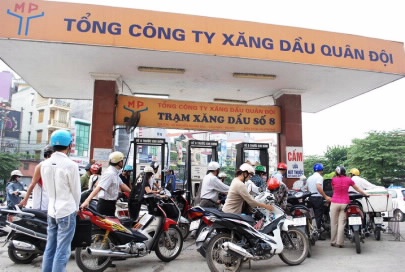 MP
TỔNG CÔNG TY XĂNG DẦU QUÂN ĐỘI
MP
TỔNG CÔNG TY XĂNG DẦU QUÂN ĐỘI
TRẠM XĂNG DẦU SỐ 8
CẤM